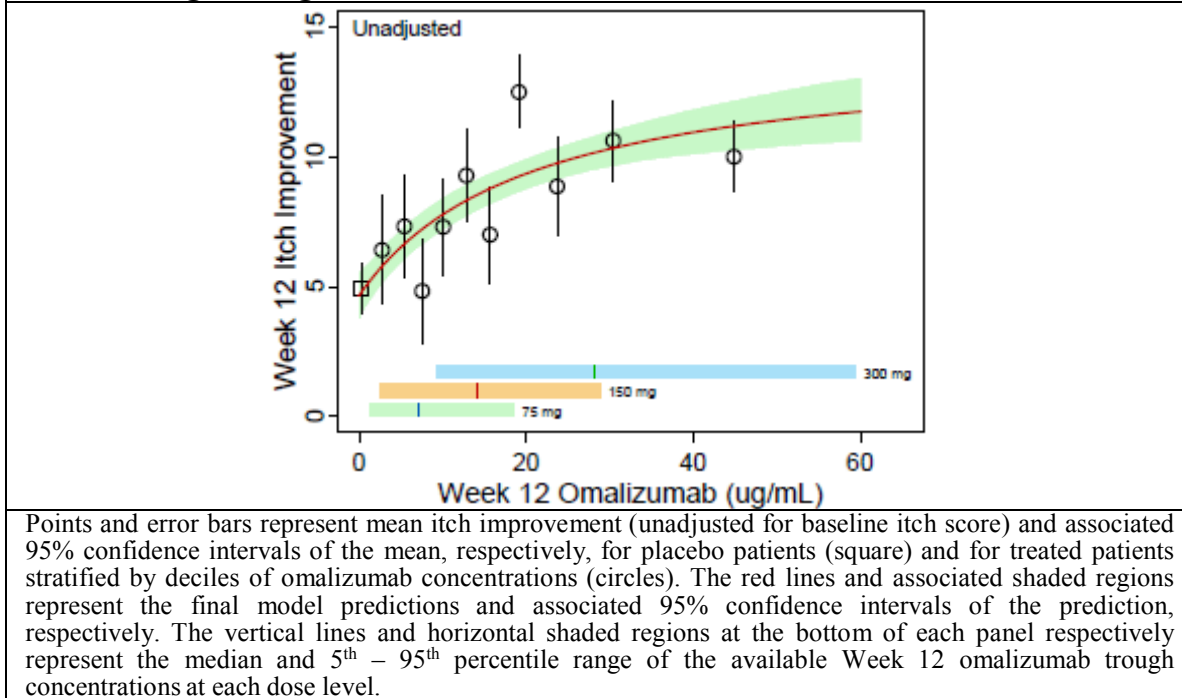 Unadjusted
15
10
5
0
Week 12 Itch Improvement
300 mg
150 mg
75 mg
0 20 40 60
Week 12 Omalizumab (ug/mL)
Points and error bars represent mean itch improvement (unadjusted for baseline itch score) and associated
95% confidence intervals of the mean, respectively, for placebo patients (square) and for treated patients
stratified by deciles of omalizumab concentrations (circles). The red lines and associated shaded regions
represent the final model predictions and associated 95% confidence intervals of the prediction,
respectively. The vertical lines and horizontal shaded regions at the bottom of each panel respectively
represent the median and 5th – 95th percentile range of the available Week 12 omalizumab trough
concentrations at each dose level.